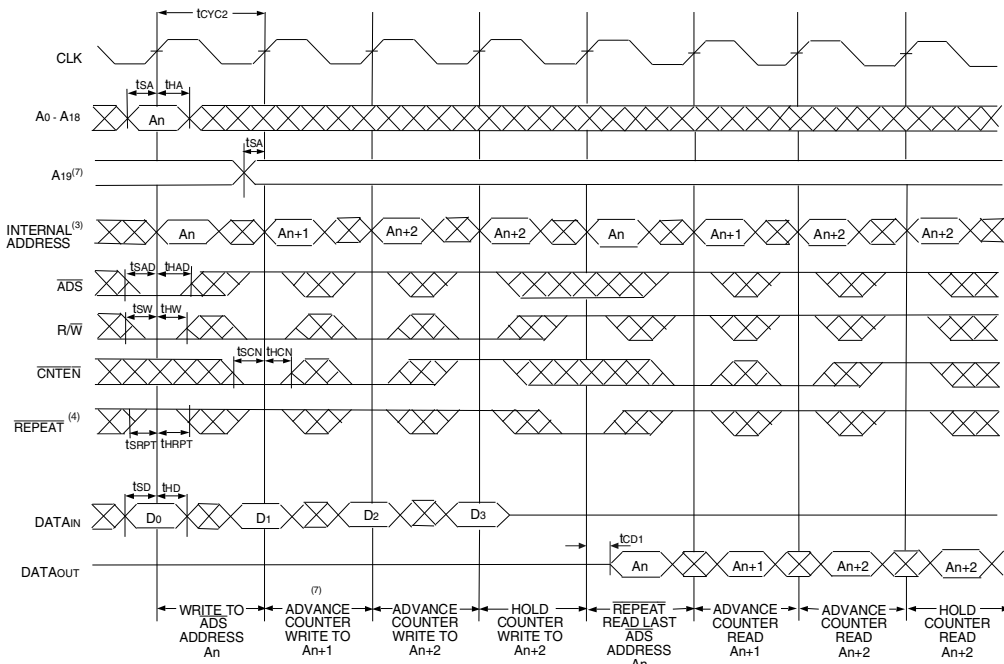 tCYC2
CLK
tSA tHA
A0 - A18 An
tSA
A19(7)
INTERNAL(3) ADDRESS An An+1 An+2 An+2 An An+1 An+2 An+2
tSAD tHAD
ADS
tSW tHW
R/W
tSCN tHCN
CNTEN
REPEAT (4)
tSRPT tHRPT
tSD tHD
DATAIN D0 D1 D2 D3
tCD1
DATAOUT An An+1 An+2 An+2
(7)
WRITE TO ADVANCE ADVANCE HOLD REPEAT ADVANCE ADVANCE HOLD
ADS COUNTER COUNTER COUNTER READ LAST COUNTER COUNTER COUNTER
ADDRESS WRITE TO WRITE TO WRITE TO ADS READ READ READ
An An+1 An+2 An+2 ADDRESS An+1 An+2 An+2
An